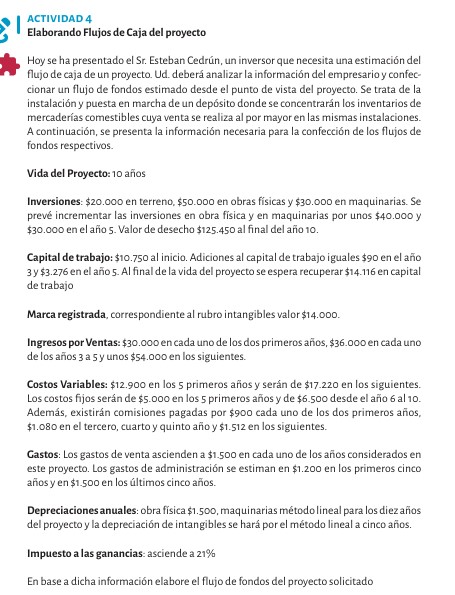 ACTIVIDAD 4
Elaborando Flujos de Caja del proyecto
Hoy se ha presentado el Sr. Esteban Cedrún, un inversor que necesita una estimación del
flujo de caja de un proyecto. Ud. deberá analizar la información del empresario y confec-
cionar un flujo de fondos estimado desde el punto de vista del proyecto. Se trata de la
instalación y puesta en marcha de un depósito donde se concentrarán los inventarios de
mercaderías comestibles cuya venta se realiza al por mayor en las mismas instalaciones.
A continuación, se presenta la información necesaria para la confección de los flujos de
fondos respectivos.
Vida del Proyecto: 10 años
Inversiones: $20.000 en terreno, $50.000 en obras físicas y $30.000 en maquinarias. Se
prevé incrementar las inversiones en obra física y en maquinarias por unos $40.000 y
$30.000 en el año 5. Valor de desecho $125.450 al final del año 10.
Capital de trabajo: $10.750 al inicio. Adiciones al capital de trabajo iguales $90 en el año
3 y $3.276 en el año 5. Al final de la vida del proyecto se espera recuperar $14.116 en capital
de trabajo
Marca registrada, correspondiente al rubro intangibles valor $14.000.
Ingresos por Ventas: $30.000 en cada uno de los dos primeros años, $36.000 en cada uno
de los años 3 a 5 y unos $54.000 en los siguientes.
Costos Variables: $12.900 en los 5 primeros años y serán de $17.220 en los siguientes.
Los costos fijos serán de $5.000 en los 5 primeros años y de $6.500 desde el año 6 al 10.
Además, existirán comisiones pagadas por $900 cada uno de los dos primeros años,
$1.080 en el tercero, cuarto y quinto año y $1.512 en los siguientes.
Gastos: Los gastos de venta ascienden a $1.500 en cada uno de los años considerados en
este proyecto. Los gastos de administración se estiman en $1.200 en los primeros cinco
años y en $1.500 en los últimos cinco años.
Depreciaciones anuales: obra física $1.500, maquinarias método lineal para los diez años
del proyecto y la depreciación de intangibles se hará por el método lineal a cinco años.
Impuesto a las ganancias: asciende a 21%
En base a dicha información elabore el flujo de fondos del proyecto solicitado